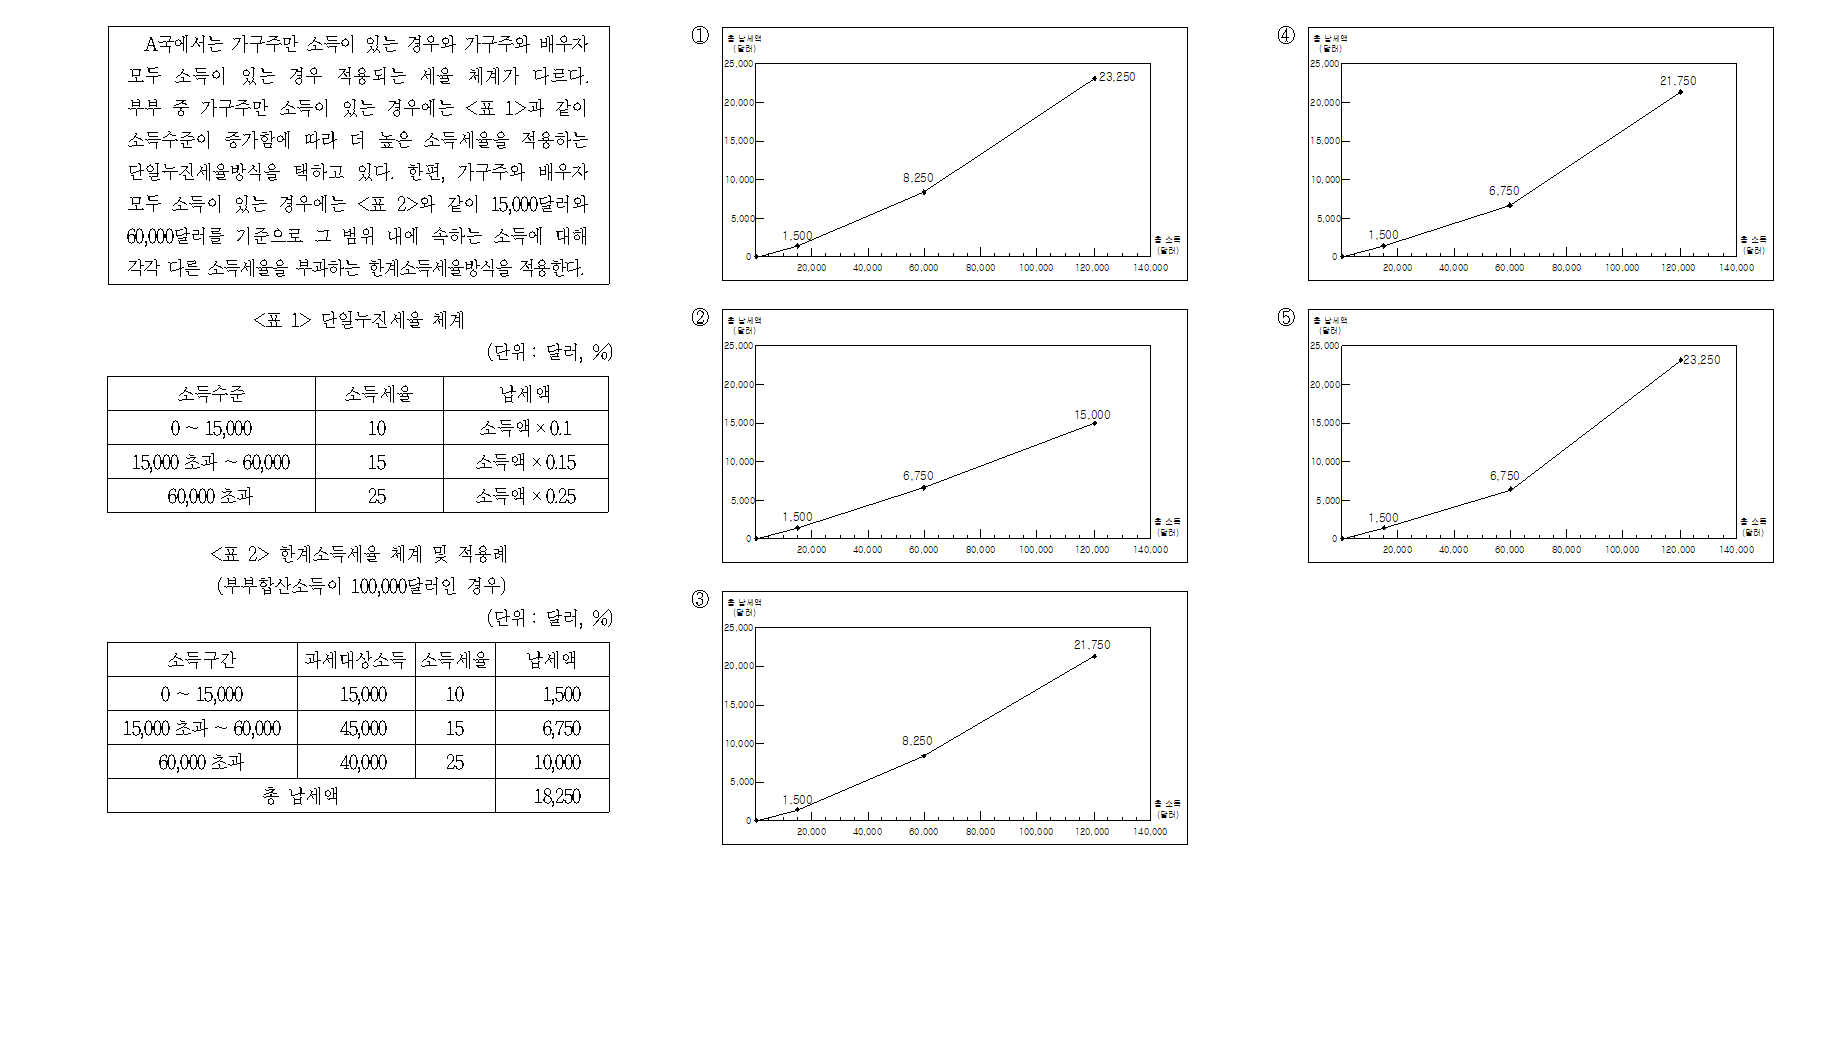 A국에서는 가구주만 소득이 있는 경우와 가구주와 배우자
모두 소득이 있는 경우 적용되는 세율 체계가 다르다.
부부 중 가구주만 소득이 있는 경우에는 <표 1>과 같이
소득수준이 증가함에 따라 더 높은 소득세율을 적용하는
단일누진세율방식을 택하고 있다. 한편, 가구주와 배우자
모두 소득이 있는 경우에는 <표 2>와 같이 15,000달러와
60,000달러를 기준으로 그 범위 내에 속하는 소득에 대해
각각 다른 소득세율을 부과하는 한계소득세율방식을 적용한다.
<표 1> 단일누진세율 체계
(단위 : 달러, %)
소득수준 소득세율 납세액
0 ~ 15,000 10 소득액 × 0.1
15,000 초과 ~ 60,000 15 소득액 × 0.15
60,000 초과 25 소득액 × 0.25
<표 2> 한계소득세율 체계 및 적용례
(부부합산소득이 100,000달러인 경우)
(단위 : 달러, %)
소득구간 과세대상소득 소득세율 납세액
0 ~ 15,000 15,000 10 1,500
15,000 초과 ~ 60,000 45,000 15 6,750
60,000 초과 40,000 25 10,000
총 납세액 18,250
①
총 납세액
(달러)
25,000
20,000
15,000
10,000
5,000
0
1,500
8,250
23,250
총 소득
(달러)
20,000 40,000 60,000 80,000 100,000 120,000 140,000
②
총 납세액
(달러)
25,000
20,000
15,000
10,000
5,000
0
1,500
6,750
15,000
총 소득
(달러)
20,000 40,000 60,000 80,000 100,000 120,000 140,000
③
총 납세액
(달러)
25,000
20,000
15,000
10,000
5,000
0
1,500
8,250
21,750
총 소득
(달러)
20,000 40,000 60,000 80,000 100,000 120,000 140,000
④
총 납세액
(달러)
25,000
20,000
15,000
10,000
5,000
0
1,500
6,750
21,750
총 소득
(달러)
20,000 40,000 60,000 80,000 100,000 120,000 140,000
⑤
총 납세액
(달러)
25,000
20,000
15,000
10,000
5,000
0
1,500
6,750
23,250
총 소득
(달러)
20,000 40,000 60,000 80,000 100,000 120,000 140,000